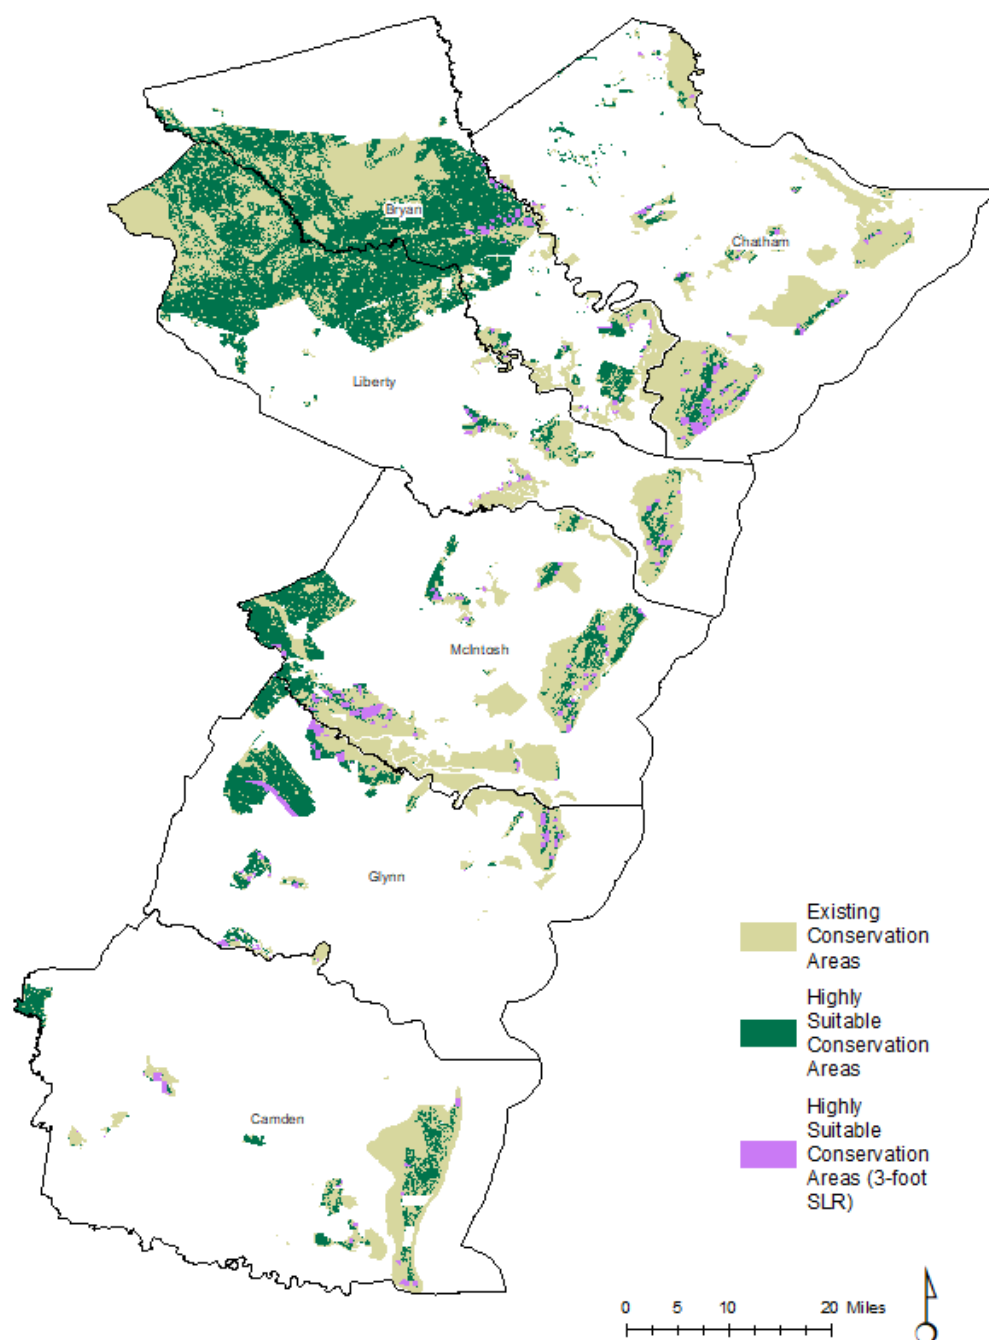 Bryan
Chatham
Liberty
McIntosh
Glynn
Camden
Existing
Conservation
Areas
Highly
Suitable
Conservation
Areas
Highly
Suitable
Conservation
Areas (3-foot
SLR)
0 5 10 20 Miles